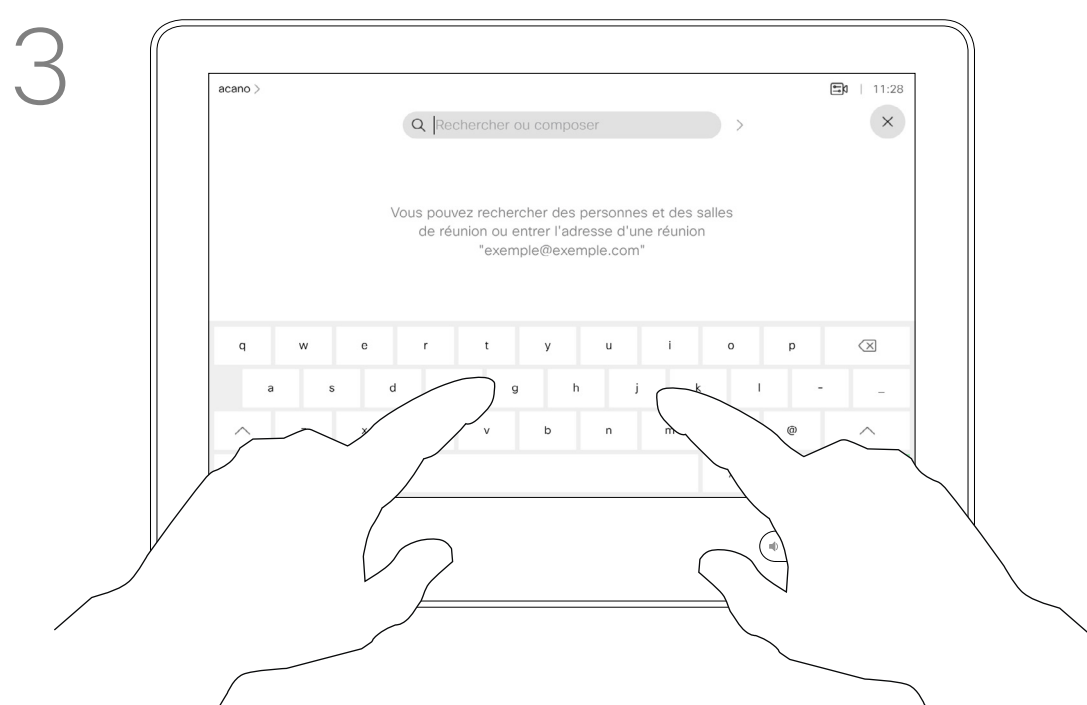 3
acano >
11:28
Rechercher ou composer
Vous pouvez rechercher des personnes et des salles
de réunion ou entrer l'adresse d'une réunion
"exemple@exemple.com"
q w e r t y u i o p
a s d g h j k l - _
x v b n m @